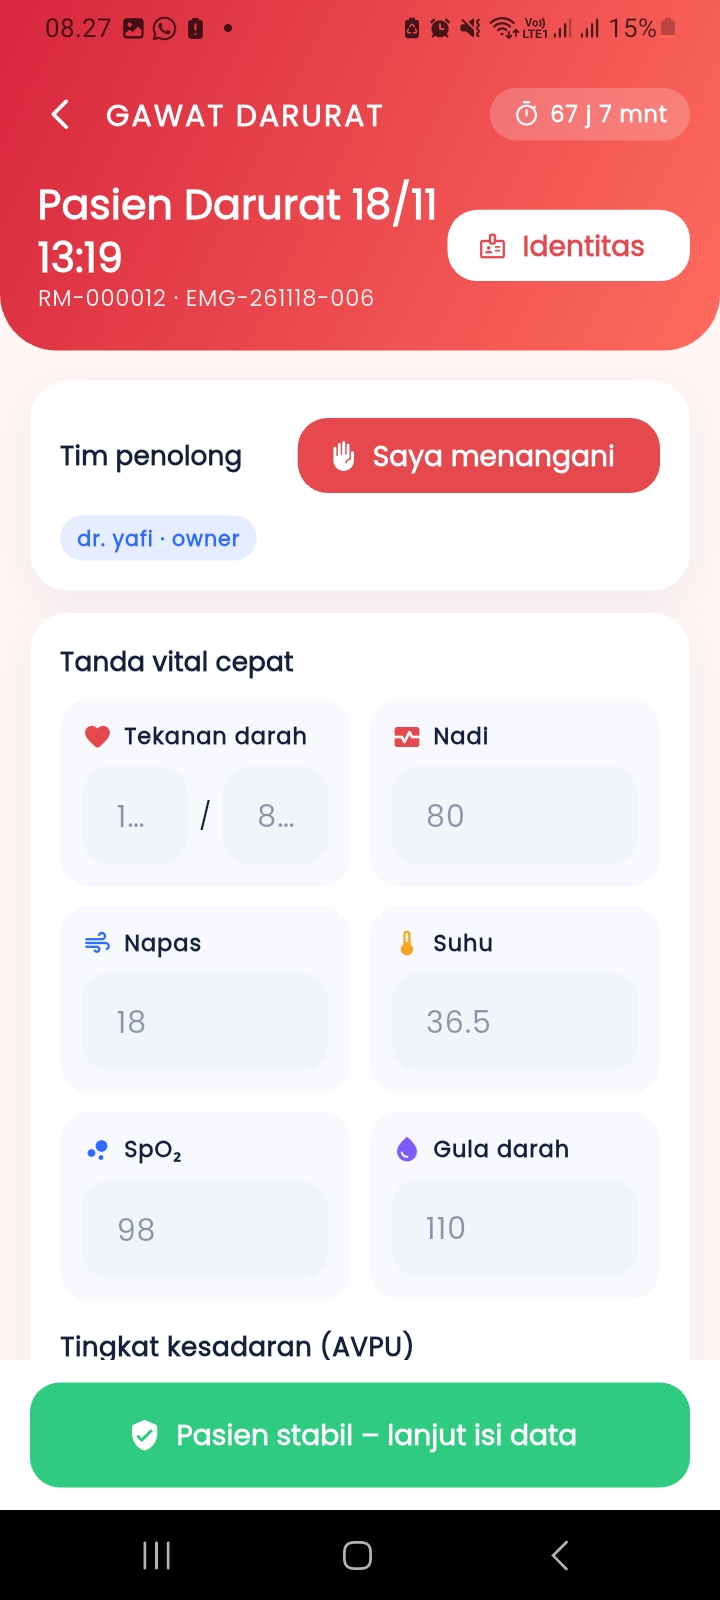 08.27
Vo))
LTE1
15%
GAWAT DARURAT
67 j 7 mnt
Pasien Darurat 18/11
13:19
Identitas
RM-000012 · EMG-261118-006
Tim penolong
Saya menangani
dr. yafi · owner
Tanda vital cepat
Tekanan darah
Nadi
1... / 8...
80
Napas
Suhu
18
36.5
SpO₂
Gula darah
98
110
Tingkat kesadaran (AVPU)
Pasien stabil – lanjut isi data